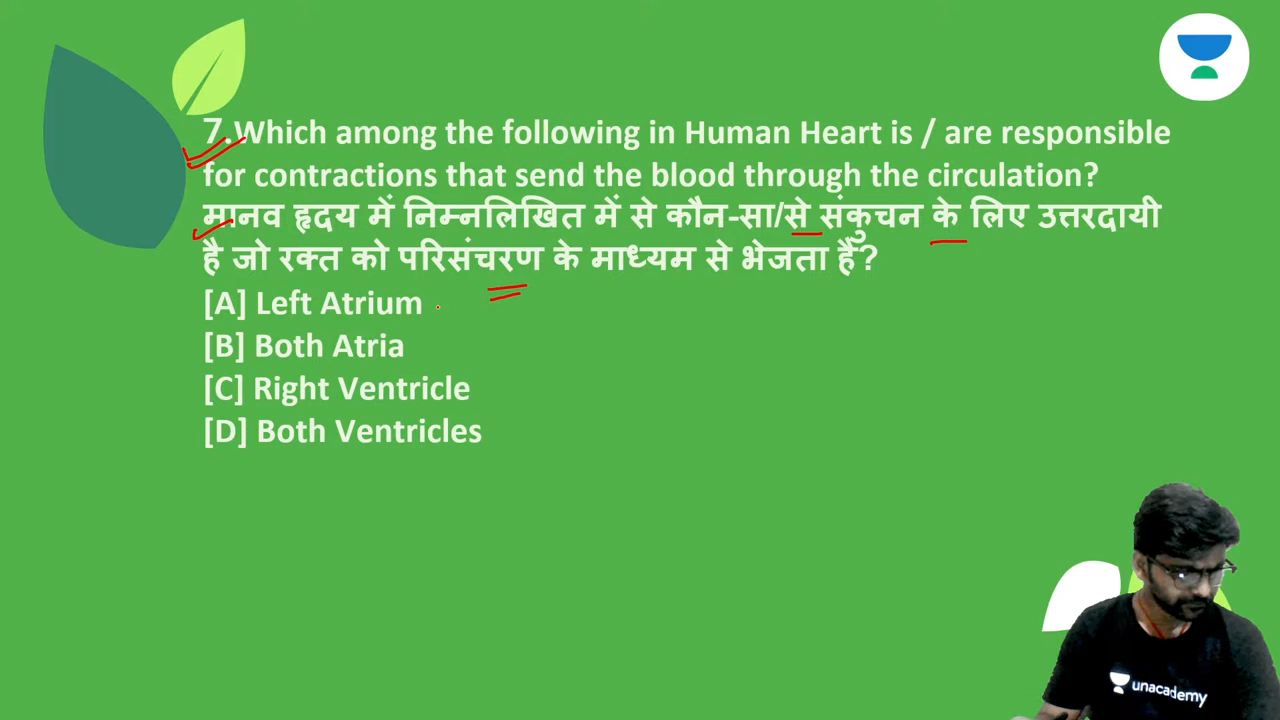 7. Which among the following in Human Heart is / are responsible
for contractions that send the blood through the circulation?
मानव हृदय में निम्नलिखित में से कौन-सा/से संकुचन के लिए उत्तरदायी
है जो रक्त को परिसंचरण के माध्यम से भेजता है?
[A] Left Atrium
[B] Both Atria
[C] Right Ventricle
[D] Both Ventricles
unacademy